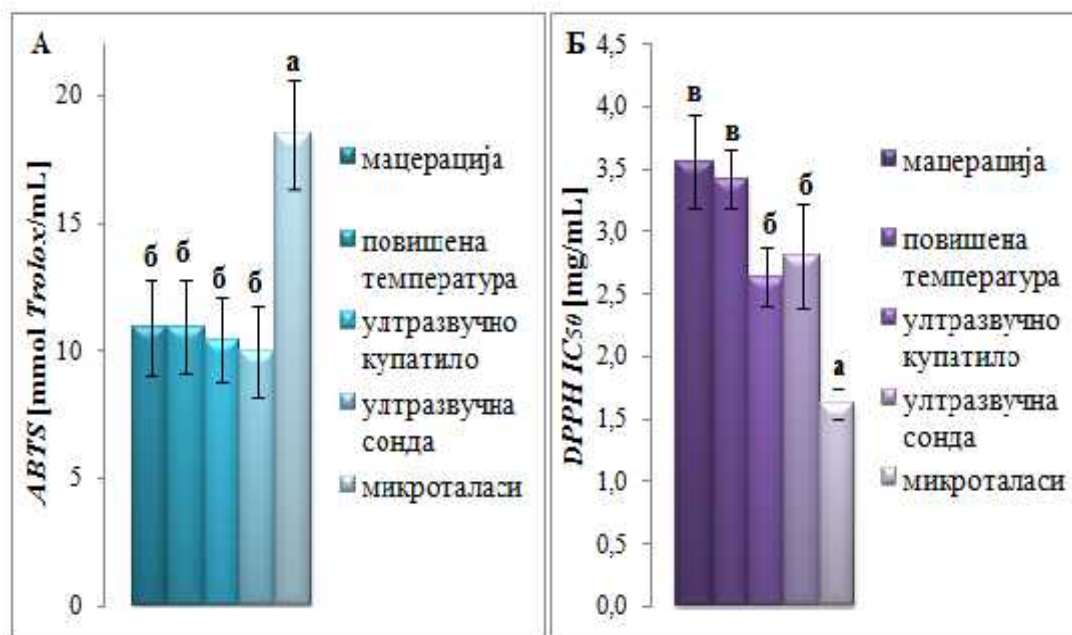 А
ABTS [mmol Trolox/mL]
20
15
10
5
0
б
б
б
б
а
мацерација
повишена
температура
ултразвучно
купатило
ултразвучна
сонда
микроталаси
Б
DPPH IC50 [mg/mL]
4,5
4,0
3,5
3,0
2,5
2,0
1,5
1,0
0,5
0,0
в
в
б
б
а
мацерација
повишена
температура
ултразвучно
купатило
ултразвучна
сонда
микроталаси